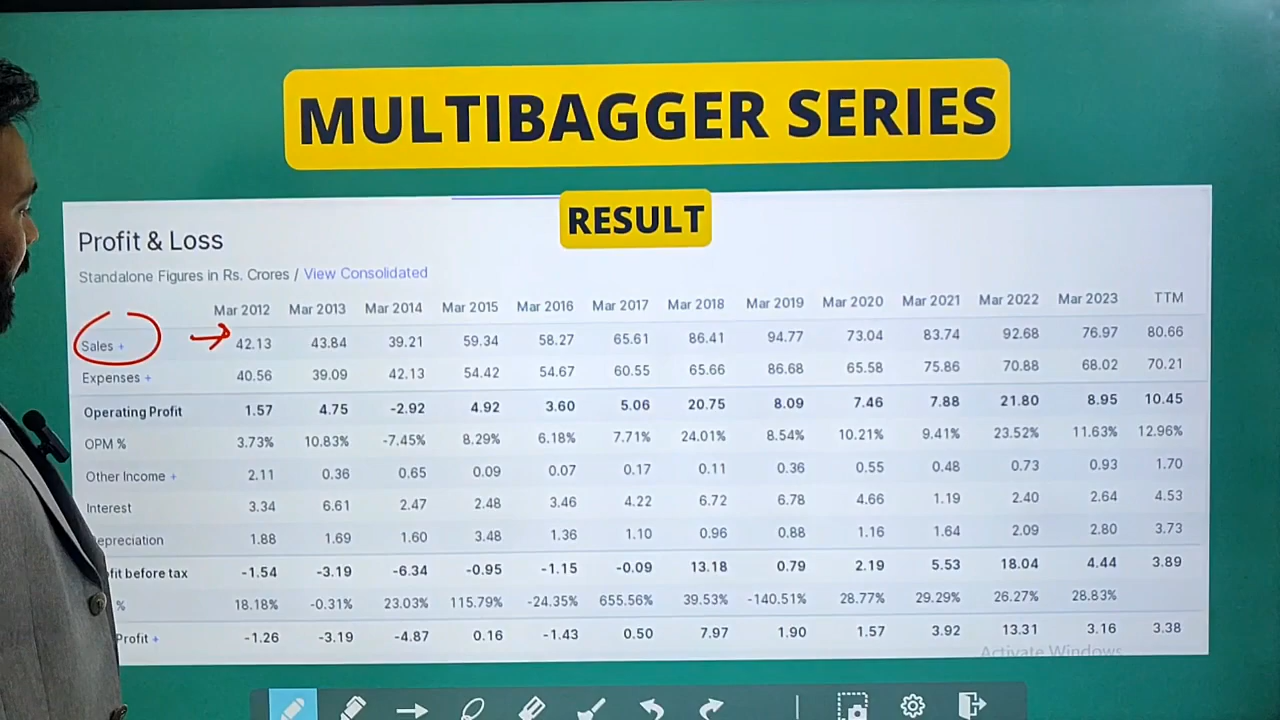 MULTIBAGGER SERIES
RESULT
Profit & Loss
Standalone Figures in Rs. Crores / View Consolidated
Mar 2012 Mar 2013 Mar 2014 Mar 2015 Mar 2016 Mar 2017 Mar 2018 Mar 2019 Mar 2020 Mar 2021 Mar 2022 Mar 2023 TTM
Sales + 42.13 43.84 39.21 59.34 58.27 65.61 86.41 94.77 73.04 83.74 92.68 76.97 80.66
Expenses + 40.56 39.09 42.13 54.42 54.67 60.55 65.66 86.68 65.58 75.86 70.88 68.02 70.21
Operating Profit 1.57 4.75 -2.92 4.92 3.60 5.06 20.75 8.09 7.46 7.88 21.80 8.95 10.45
OPM % 3.73% 10.83% -7.45% 8.29% 6.18% 7.71% 24.01% 8.54% 10.21% 9.41% 23.52% 11.63% 12.96%
Other Income + 2.11 0.36 0.65 0.09 0.07 0.17 0.11 0.36 0.55 0.48 0.73 0.93 1.70
Interest 3.34 6.61 2.47 2.48 3.46 4.22 6.72 6.78 4.66 1.19 2.40 2.64 4.53
epreciation 1.88 1.69 1.60 3.48 1.36 1.10 0.96 0.88 1.16 1.64 2.09 2.80 3.73
fit before tax -1.54 -3.19 -6.34 -0.95 -1.15 -0.09 13.18 0.79 2.19 5.53 18.04 4.44 3.89
% 18.18% -0.31% 23.03% 115.79% -24.35% 655.56% 39.53% -140.51% 28.77% 29.29% 26.27% 28.83%
Profit + -1.26 -3.19 -4.87 0.16 -1.43 0.50 7.97 1.90 1.57 3.92 13.31 3.16 3.38
Activate Windows